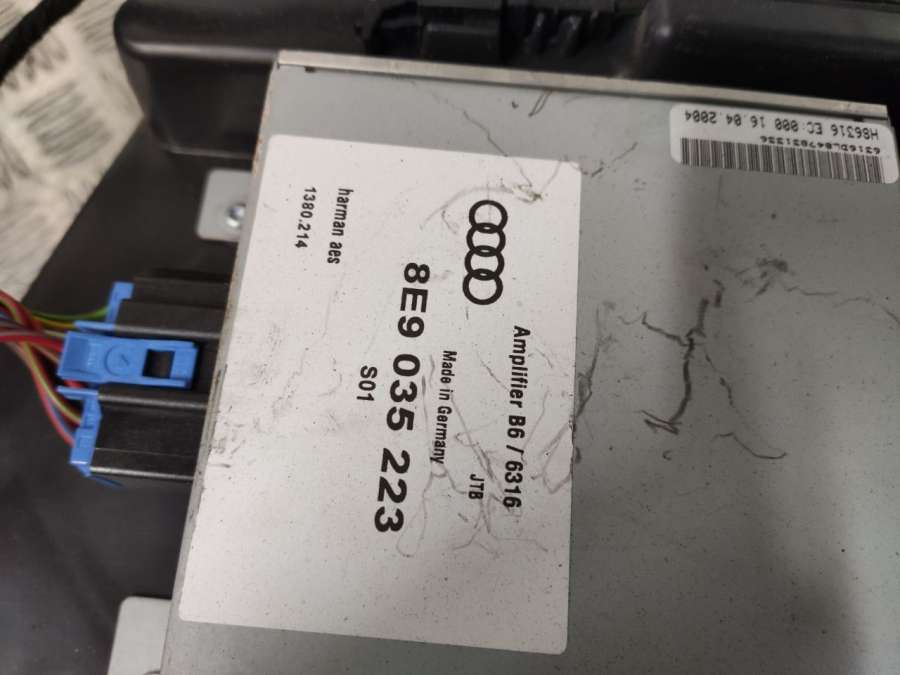 Amplifier B6 / 6316
JTB
Made in Germany
8E9 035 223
S01
harman aes
1380.214
H86316 EC:000 16.04.2004